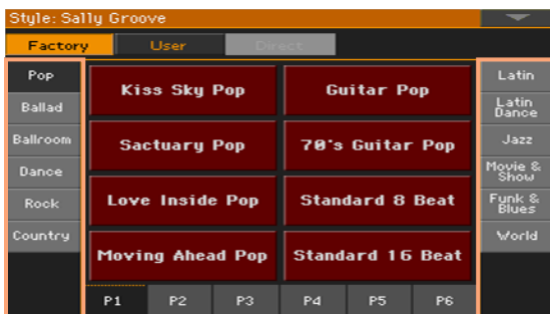 Style: Sally Groove
Factory User Direct
Pop
Ballad
Ballroom
Dance
Rock
Country
Kiss Sky Pop
Guitar Pop
Sactuary Pop
70's Guitar Pop
Love Inside Pop
Standard 8 Beat
Moving Ahead Pop
Standard 16 Beat
Latin
Latin
Dance
Jazz
Movie &
Show
Funk &
Blues
World
P1 P2 P3 P4 P5 P6